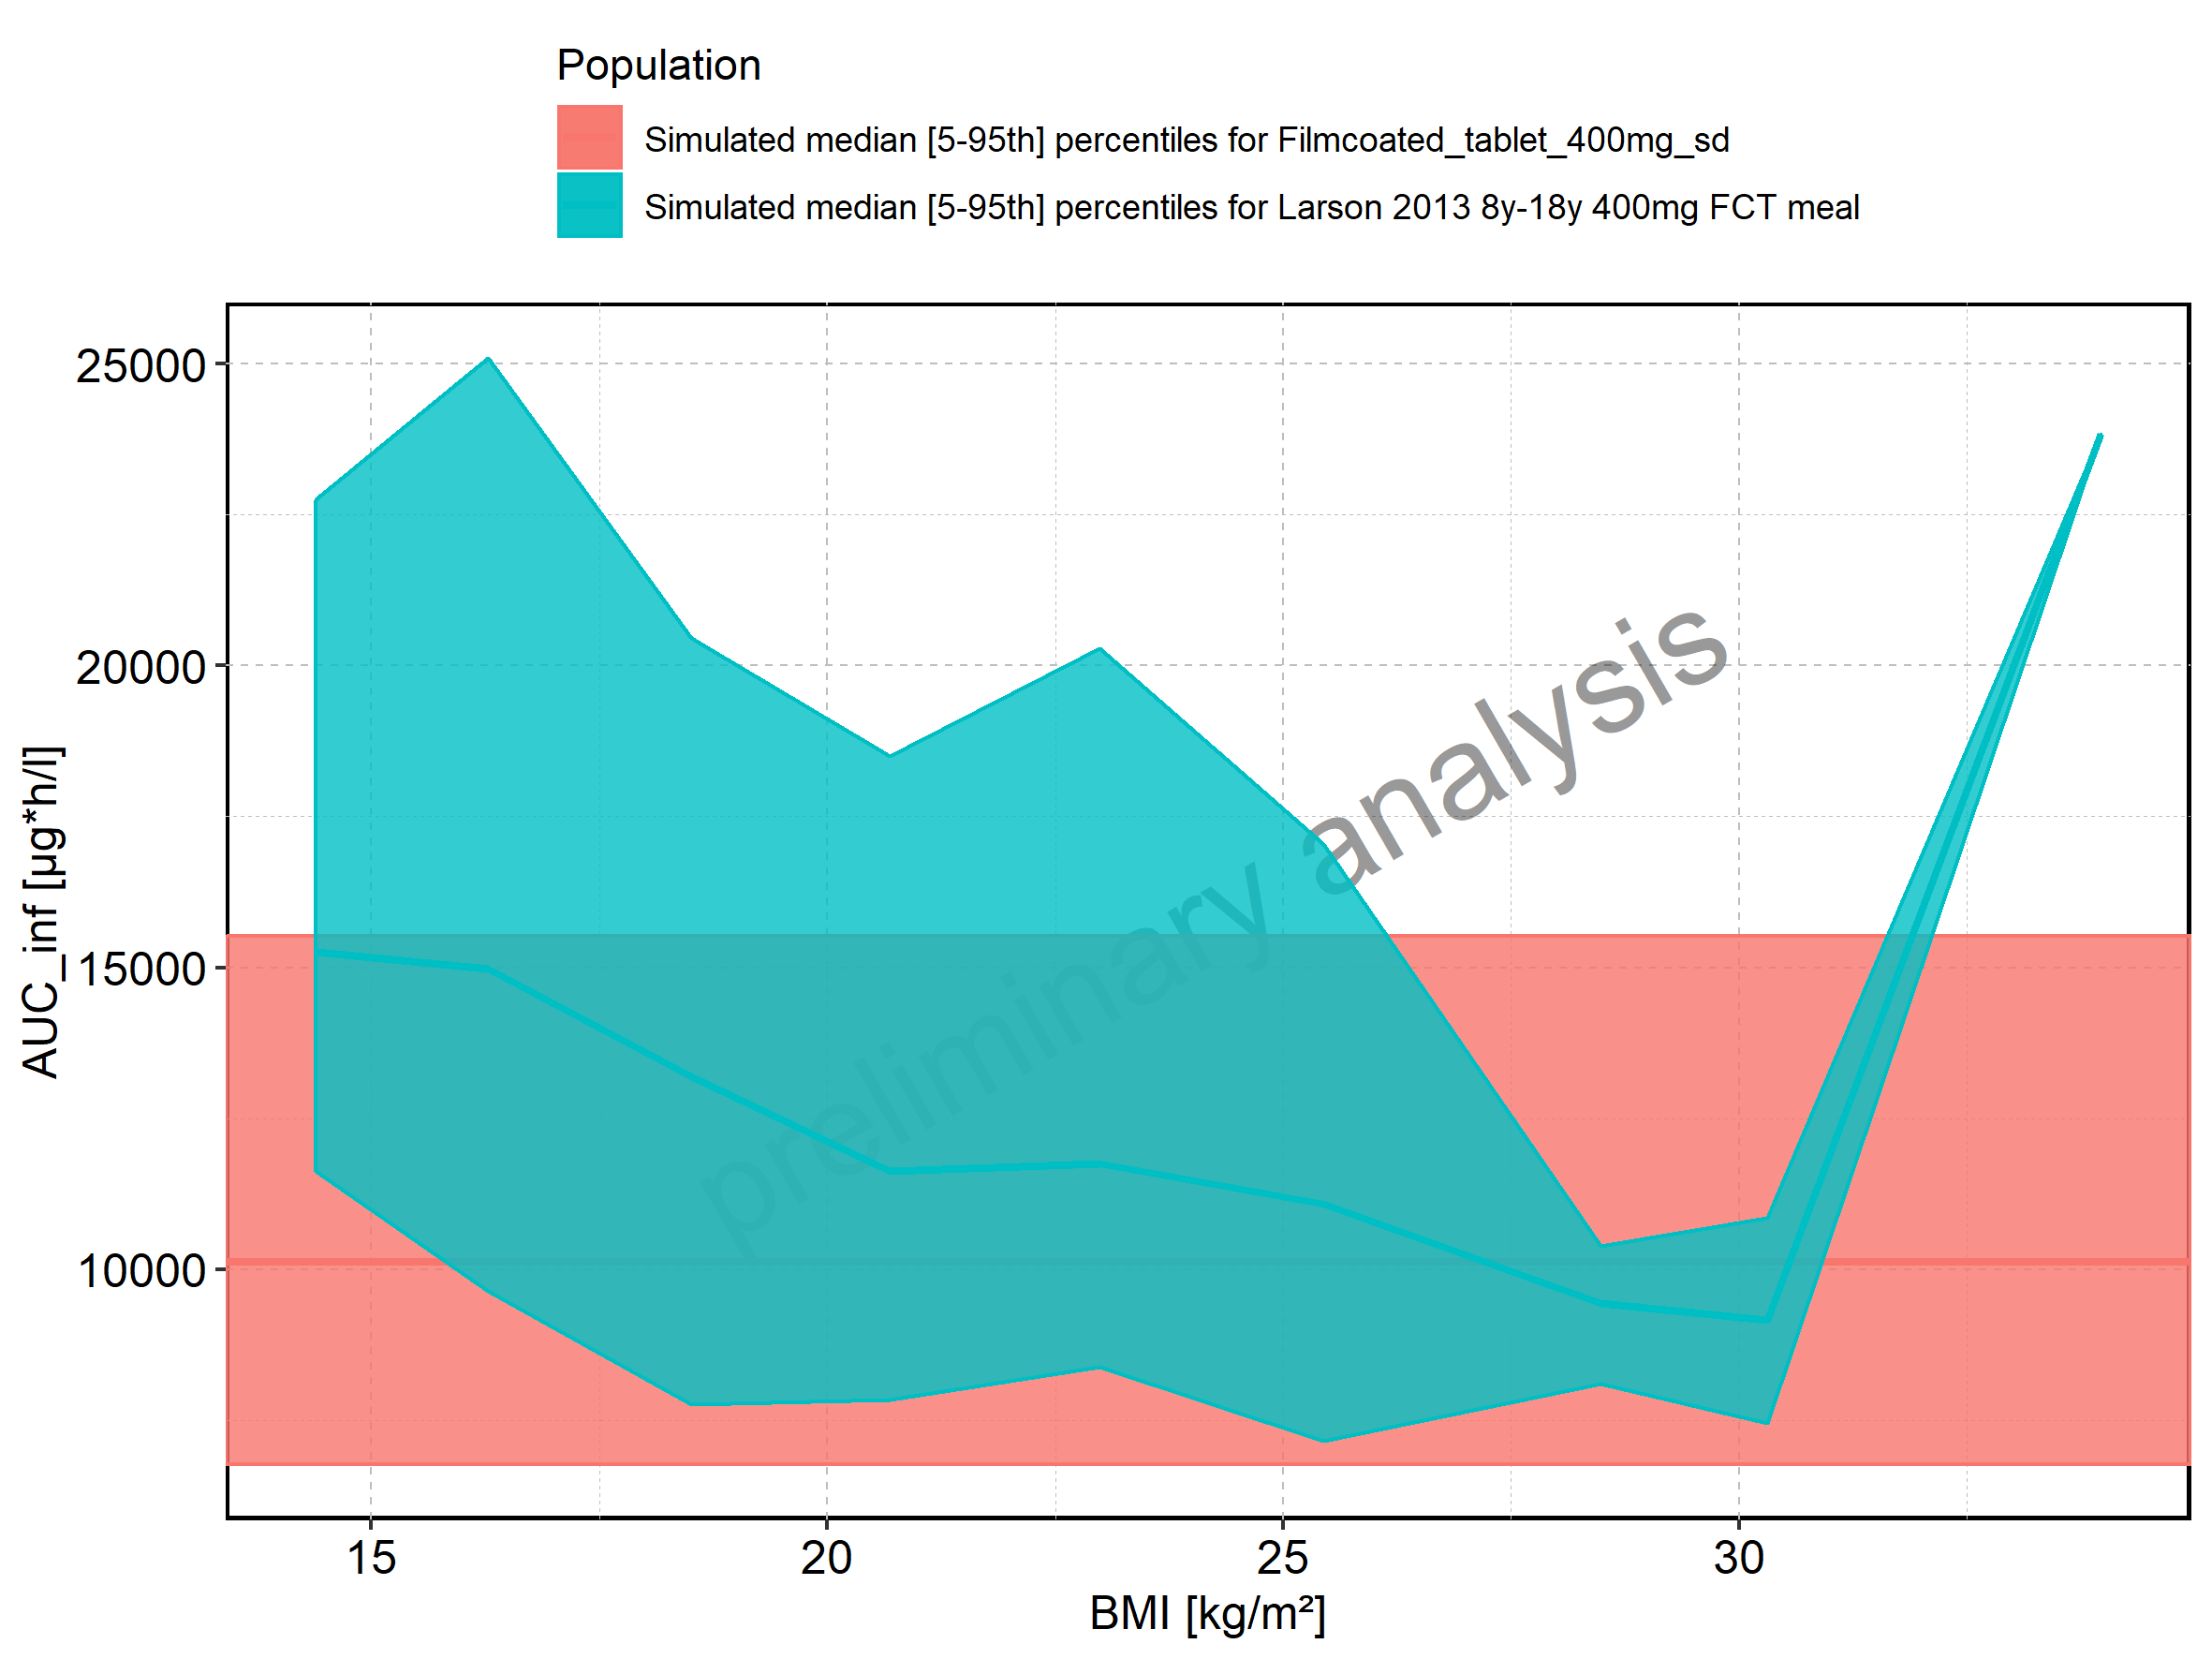 Population
Simulated median [5-95th] percentiles for Filmcoated_tablet_400mg_sd
Simulated median [5-95th] percentiles for Larson 2013 8y-18y 400mg FCT meal
25000
20000
15000
10000
AUC_inf [µg*h/l]
preliminary analysis
15 20 25 30
BMI [kg/m²]